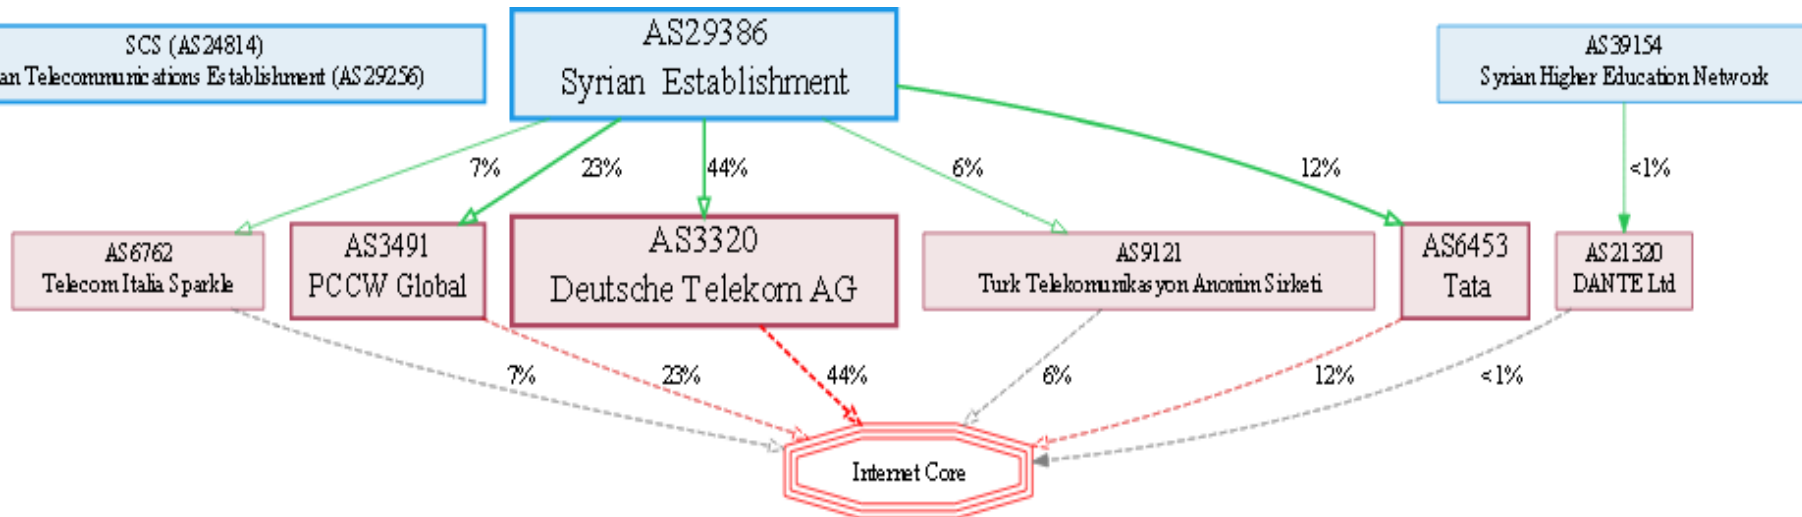 SCS (AS24814)
an Telecommunications Establishment (AS29256)
AS29386
Syrian Establishment
AS39154
Syrian Higher Education Network
7%
23%
44%
6%
12%
<1%
AS6762
Telecom Italia Sparkle
AS3491
PCCW Global
AS3320
Deutsche Telekom AG
AS9121
Turk Telekomunikasyon Anonim Sirketi
AS6453
Tata
AS21320
DANTE Ltd
7%
23%
44%
6%
12%
<1%
Internet Core